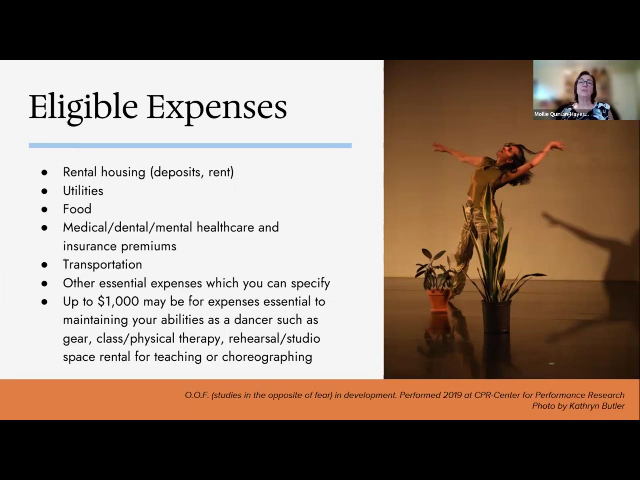 Eligible Expenses
● Rental housing (deposits, rent)
● Utilities
● Food
● Medical/dental/mental healthcare and
insurance premiums
● Transportation
● Other essential expenses which you can specify
● Up to $1,000 may be for expenses essential to
maintaining your abilities as a dancer such as
gear, class/physical therapy, rehearsal/studio
space rental for teaching or choreographing
Mollie
O.O.F. (studies in the opposite of fear) in development. Performed 2019 at CPR-Center for Performance Research
Photo by Kathryn Butler